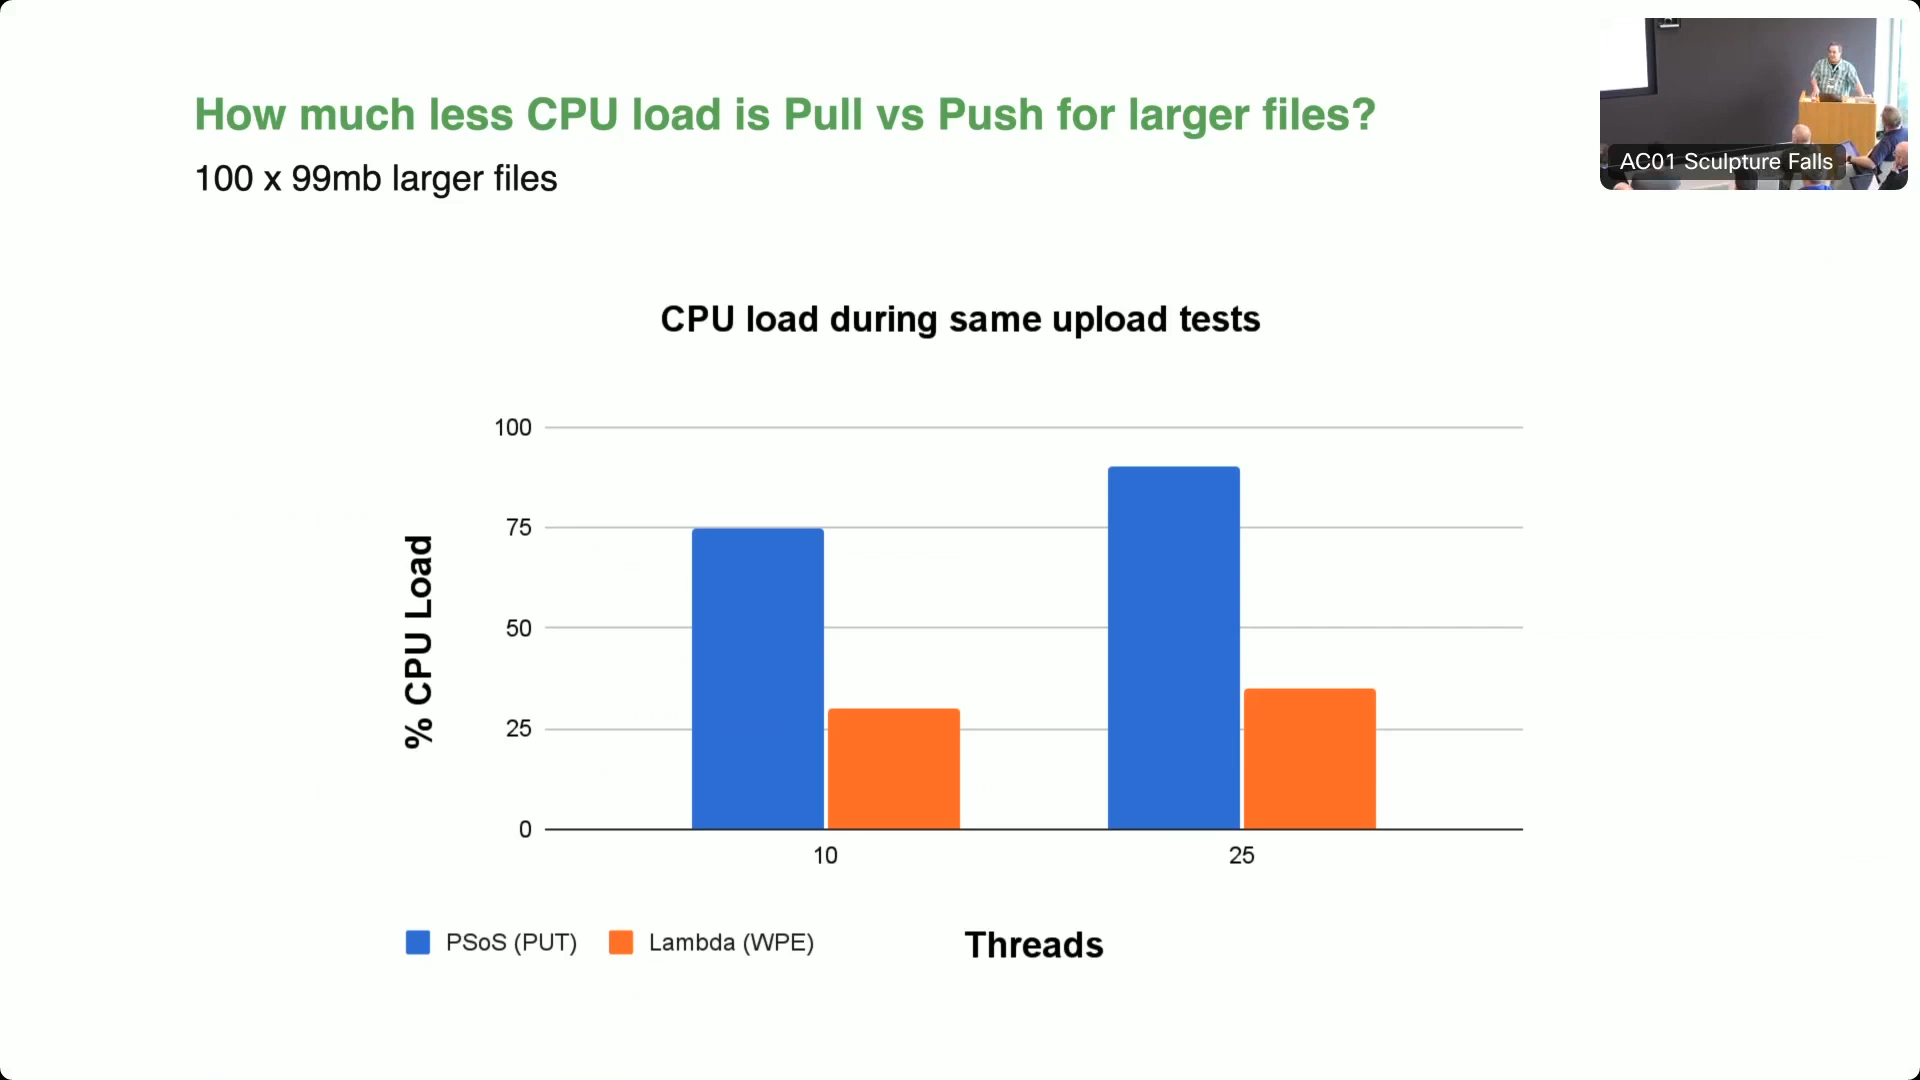 How much less CPU load is Pull vs Push for larger files?
100 x 99mb larger files
AC01 Sculpture Falls
CPU load during same upload tests
% CPU Load
100
75
50
25
0
10
25
PSoS (PUT)
Lambda (WPE)
Threads